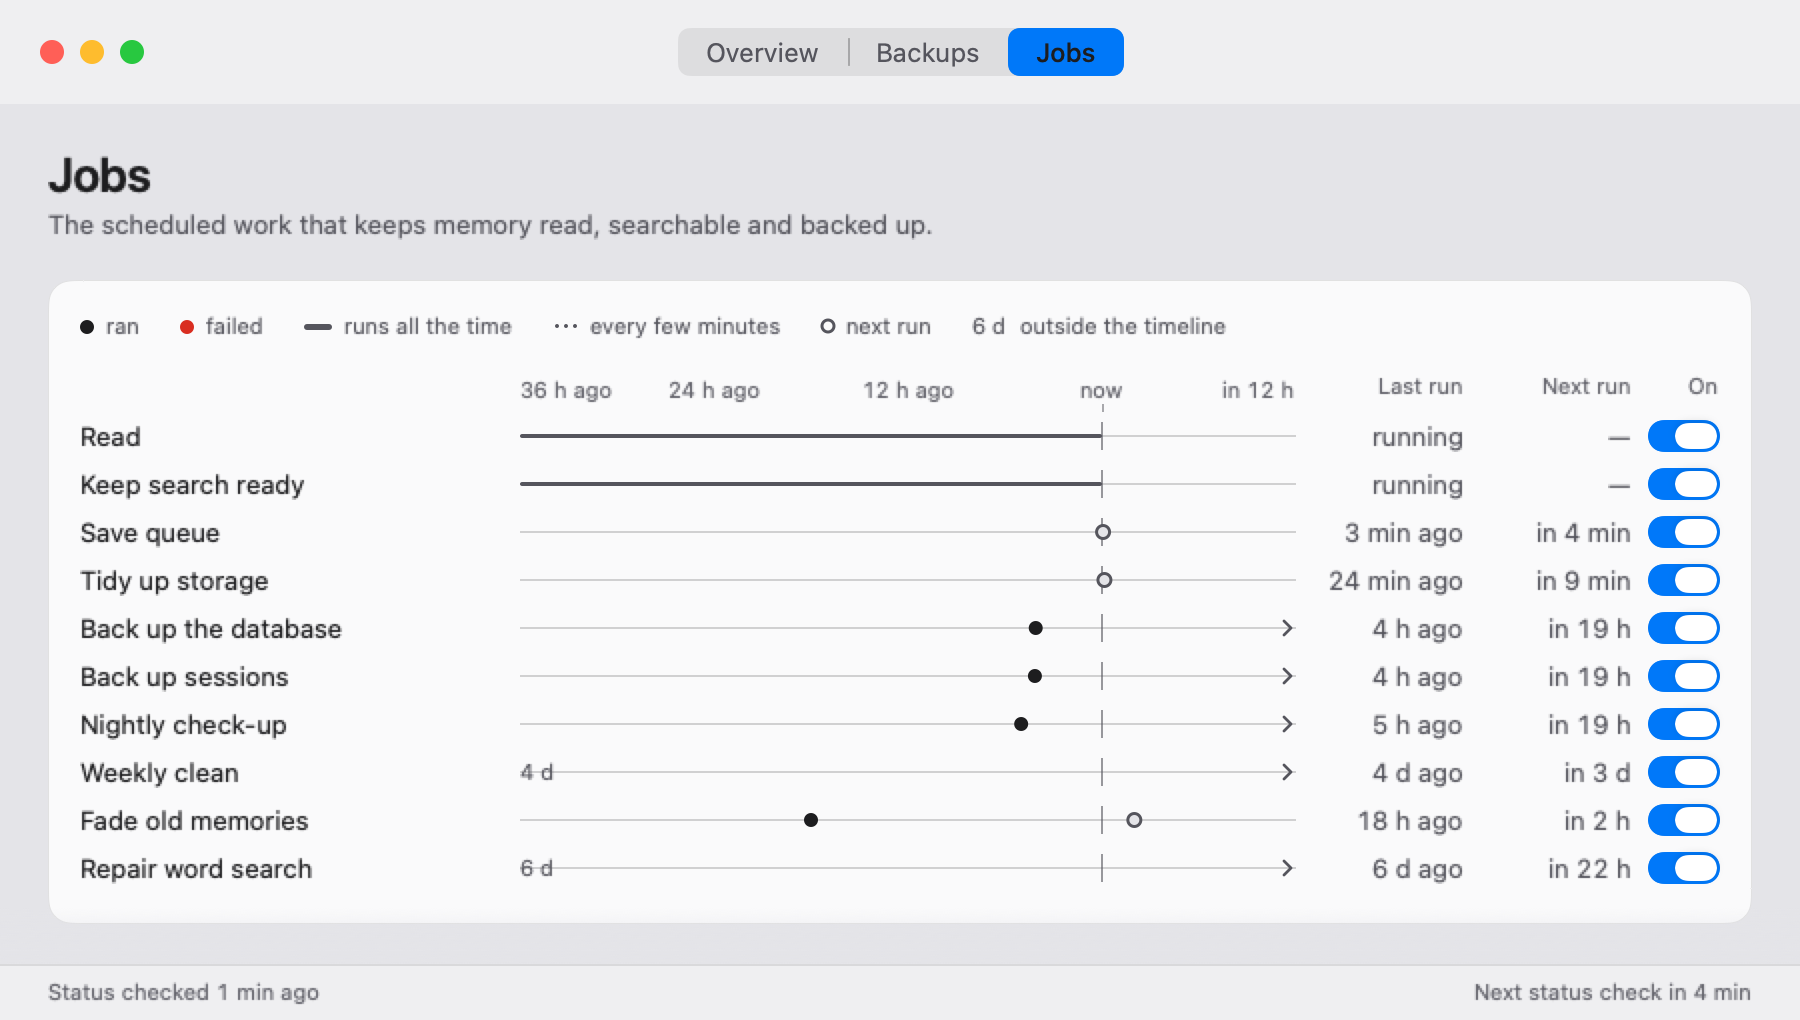 Overview Backups Jobs
Jobs
The scheduled work that keeps memory read, searchable and backed up.
ran failed runs all the time every few minutes next run 6 d outside the timeline
36 h ago 24 h ago 12 h ago now in 12 h Last run Next run On
Read running —
Keep search ready running —
Save queue 3 min ago in 4 min
Tidy up storage 24 min ago in 9 min
Back up the database 4 h ago in 19 h
Back up sessions 4 h ago in 19 h
Nightly check-up 5 h ago in 19 h
Weekly clean 4 d 4 d ago in 3 d
Fade old memories 18 h ago in 2 h
Repair word search 6 d 6 d ago in 22 h
Status checked 1 min ago Next status check in 4 min